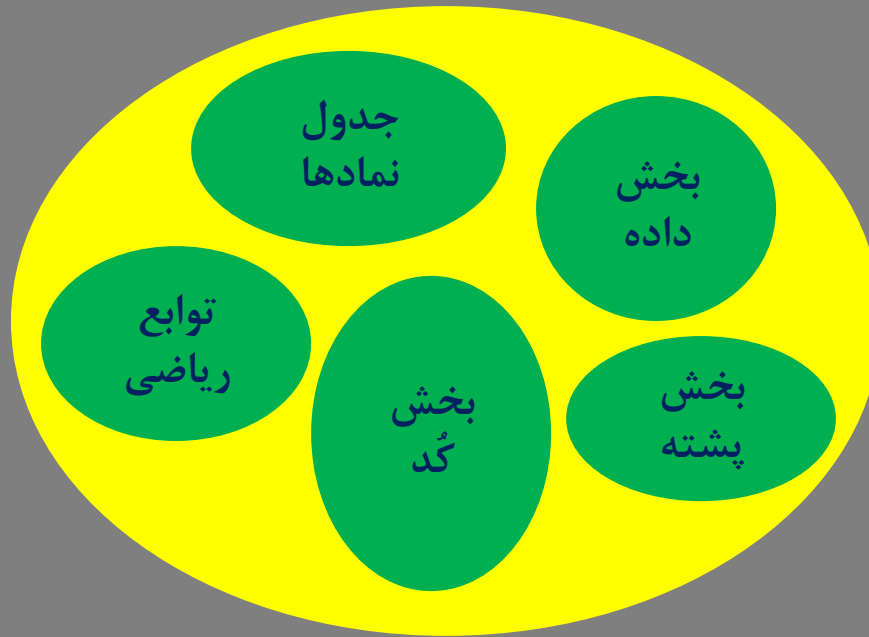 جدول
نمادها
بخش
داده
توابع
ریاضی
بخش
کُد
بخش
پشته